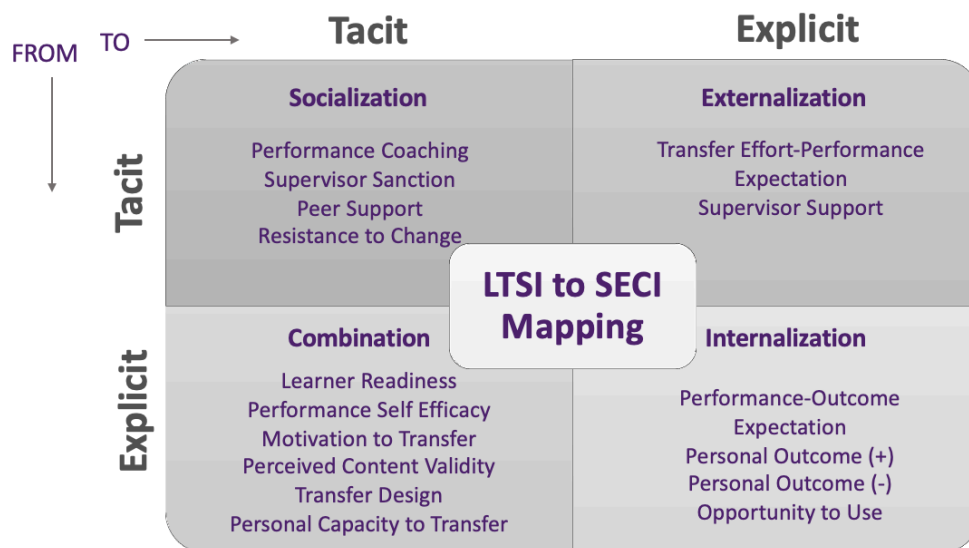 Tacit
Explicit
TO
FROM
Tacit
Socialization
Performance Coaching
Supervisor Sanction
Peer Support
Resistance to Change
Externalization
Transfer Effort-Performance
Expectation
Supervisor Support
LTSI to SECI
Mapping
Explicit
Combination
Learner Readiness
Performance Self Efficacy
Motivation to Transfer
Perceived Content Validity
Transfer Design
Personal Capacity to Transfer
Internalization
Performance-Outcome
Expectation
Personal Outcome (+)
Personal Outcome (-)
Opportunity to Use